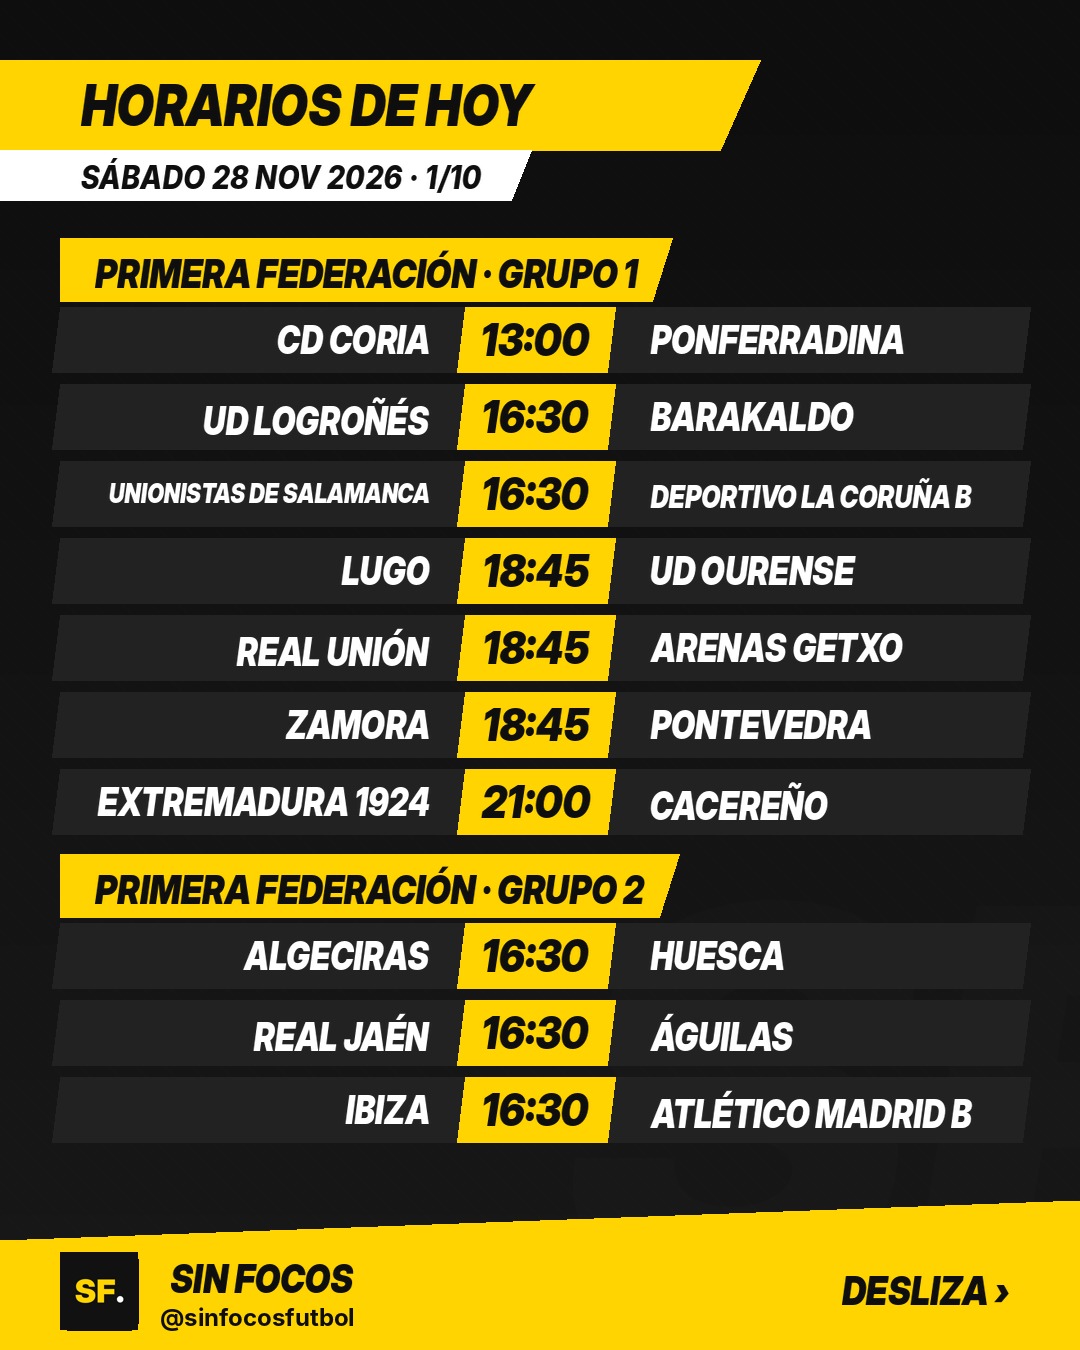 HORARIOS DE HOY
SÁBADO 28 NOV 2026 · 1/10
PRIMERA FEDERACIÓN · GRUPO 1
CD CORIA 13:00 PONFERRADINA
UD LOGROÑÉS 16:30 BARAKALDO
UNIONISTAS DE SALAMANCA 16:30 DEPORTIVO LA CORUÑA B
LUGO 18:45 UD OURENSE
REAL UNIÓN 18:45 ARENAS GETXO
ZAMORA 18:45 PONTEVEDRA
EXTREMADURA 1924 21:00 CACEREÑO
PRIMERA FEDERACIÓN · GRUPO 2
ALGECIRAS 16:30 HUESCA
REAL JAÉN 16:30 ÁGUILAS
IBIZA 16:30 ATLÉTICO MADRID B
SF.
SIN FOCOS
@sinfocosfutbol
DESLIZA ›